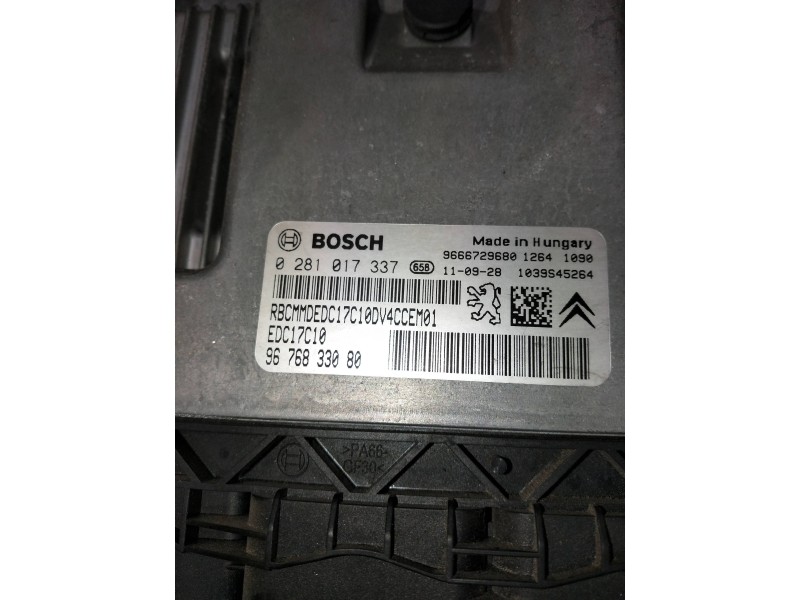 BOSCH
Made in Hungary
9666729680 1264 1090
0 281 017 337 658 11-09-28 1039S45264
RBCMMDEDC17C10DV4CCEM01
EDC17C10
96 768 330 80
>PA66-
GF30<